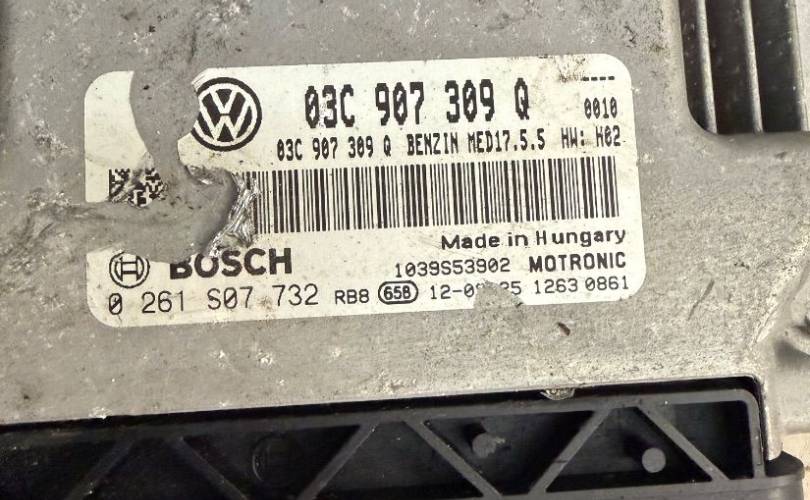 03C 907 309 Q ----
0010
03C 907 309 Q BENZIN MED17.5.5 HW: H02
Made in Hungary
BOSCH 1039S53902 MOTRONIC
0 261 S07 732 RB8 658 1263 0861